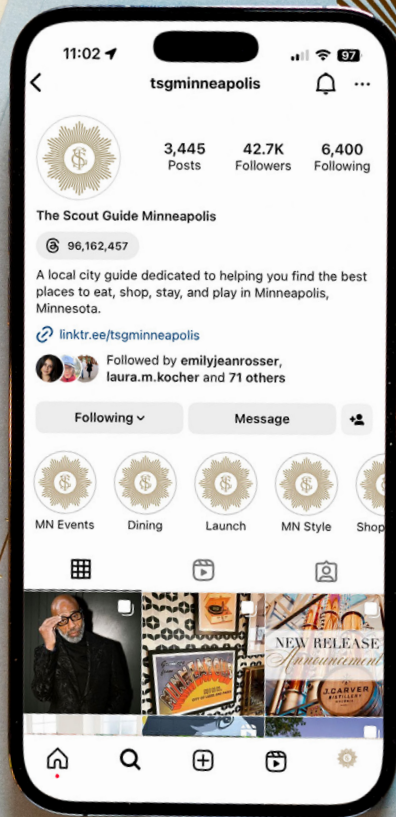 11:02
97
tsgminneapolis
3,445
Posts
42.7K
Followers
6,400
Following
The Scout Guide Minneapolis
96,162,457
A local city guide dedicated to helping you find the best
places to eat, shop, stay, and play in Minneapolis,
Minnesota.
linktr.ee/tsgminneapolis
Followed by emilyjeanrosser,
laura.m.kocher and 71 others
Following
Message
MN Events
Dining
Launch
MN Style
Shop
MINNEAPOLIS
NEW RELEASE
Announcement
J.CARVER
DISTILLERY